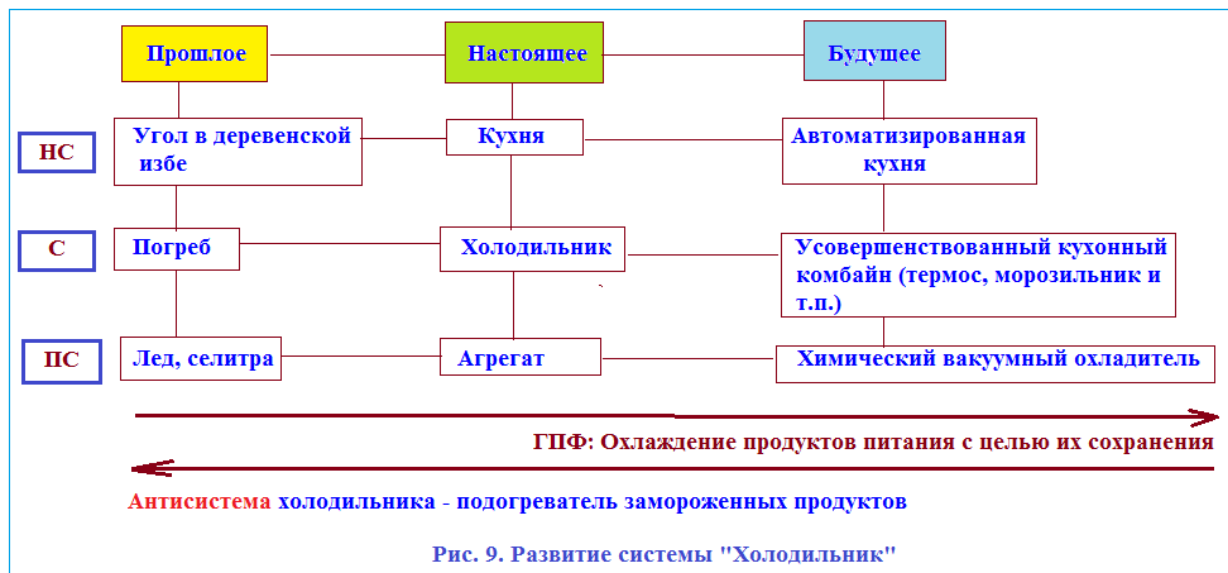 Прошлое Настоящее Будущее
НС Угол в деревенской Кухня Автоматизированная
избе кухня
С Погреб Холодильник Усовершенствованный кухонный
комбайн (термос, морозильник и
т.п.)
ПС Лед, селитра Агрегат Химический вакуумный охладитель
ГПФ: Охлаждение продуктов питания с целью их сохранения
Антисистема холодильника - подогреватель замороженных продуктов
Рис. 9. Развитие системы "Холодильник"